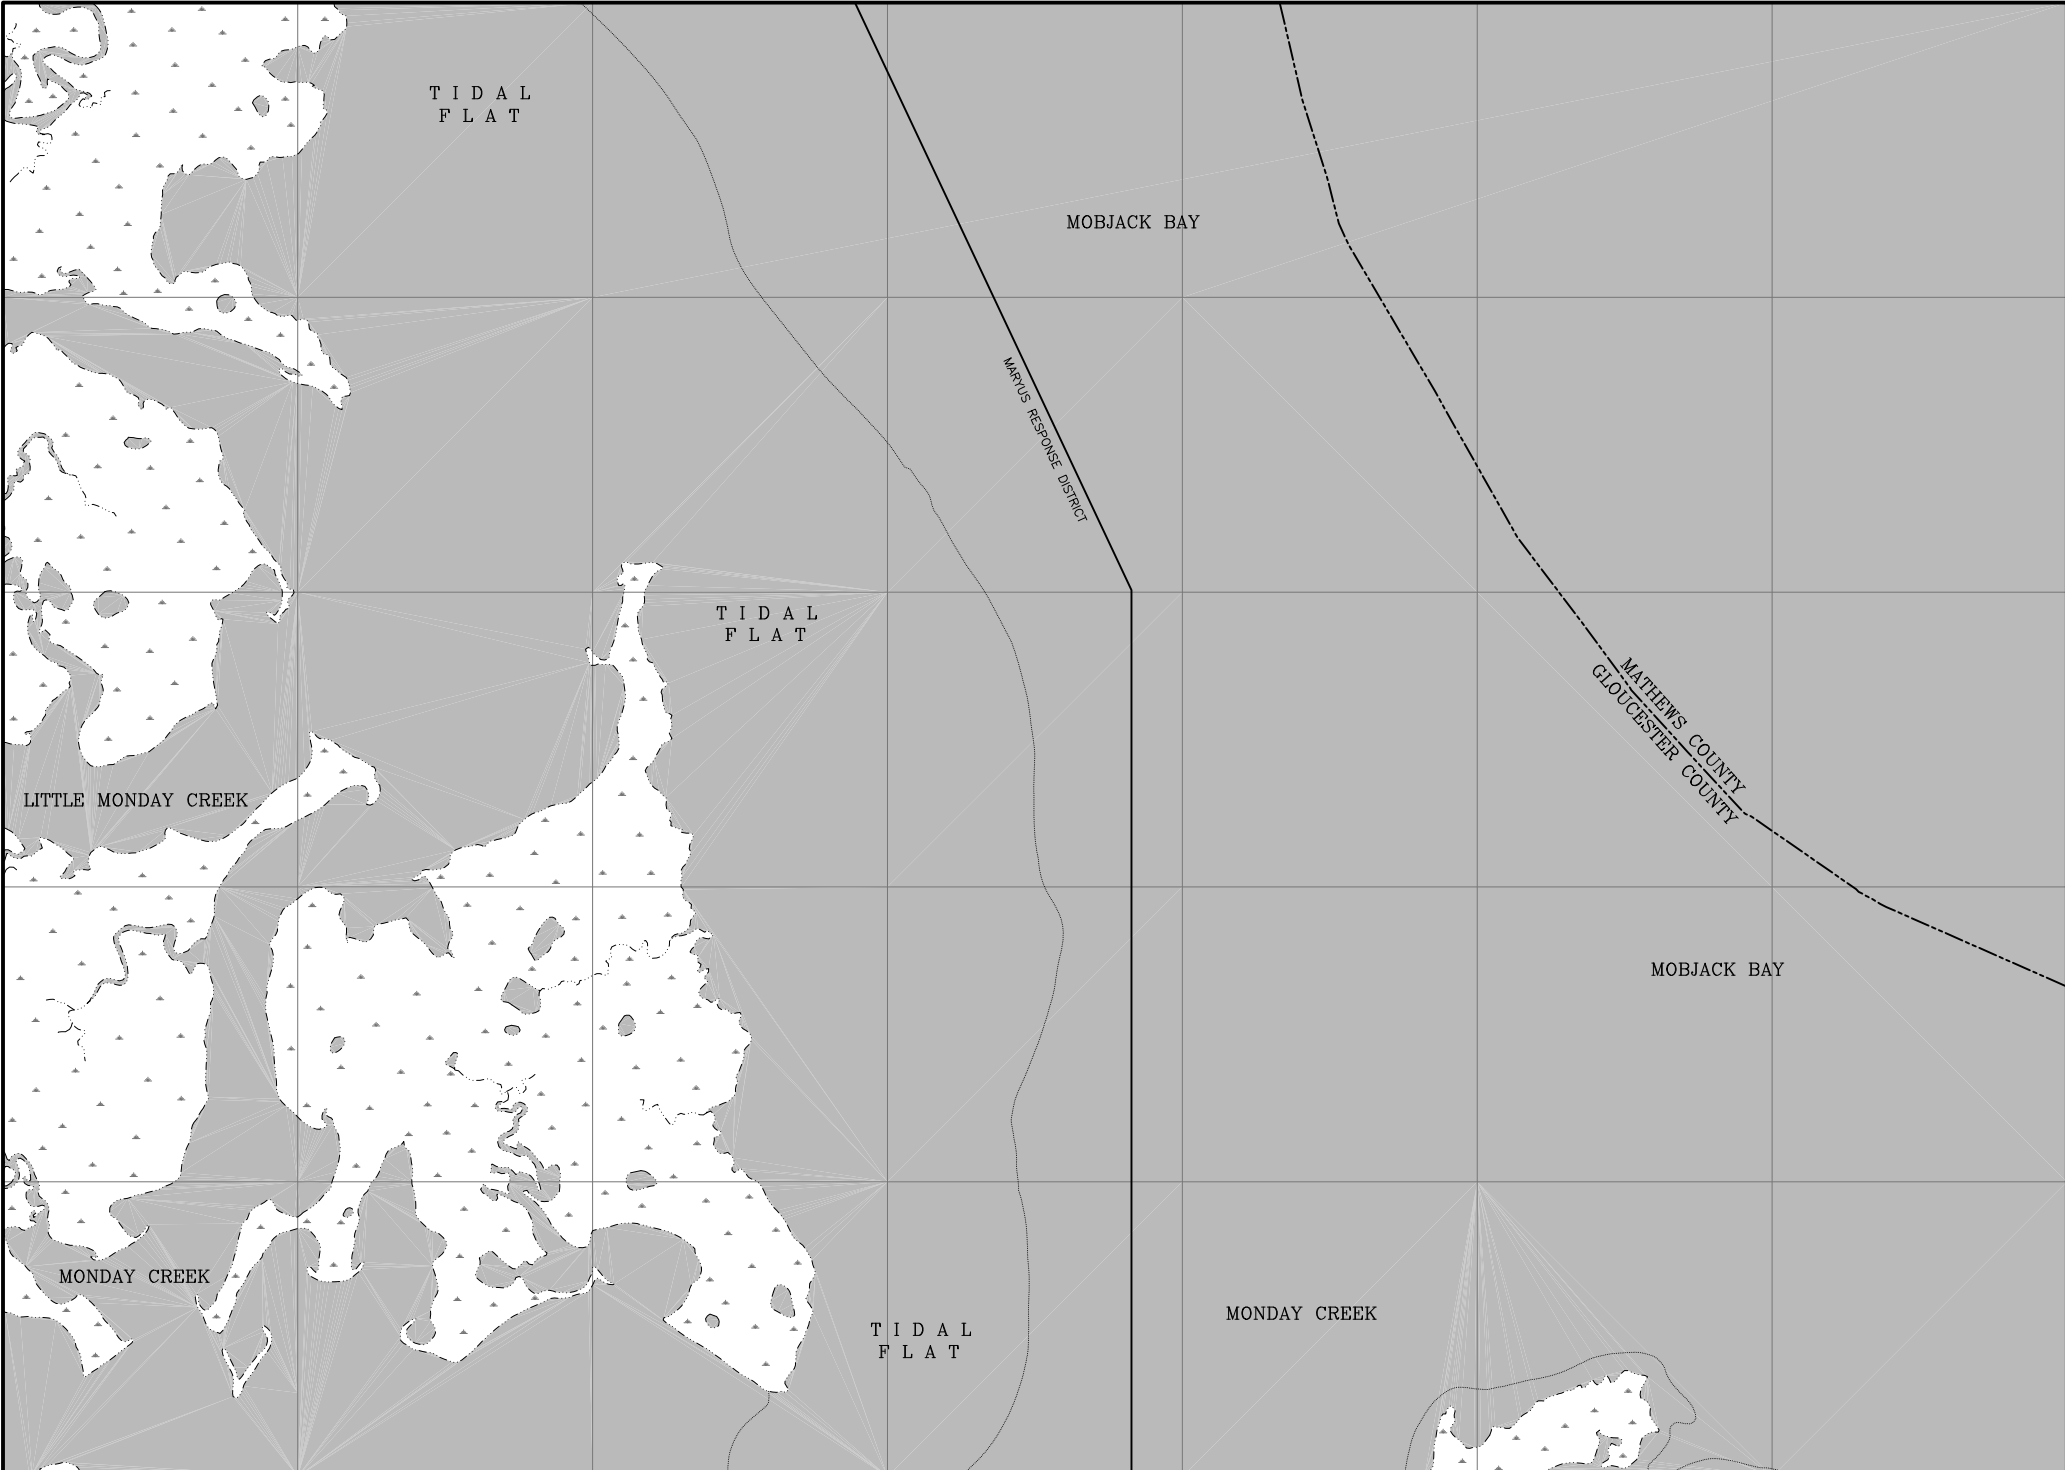 T I D A L
F L A T
MOBJACK BAY
MARYUS RESPONSE DISTRICT
T I D A L
F L A T
MATHEWS COUNTY
GLOUCESTER COUNTY
LITTLE MONDAY CREEK
MOBJACK BAY
MONDAY CREEK
MONDAY CREEK
T I D A L
F L A T